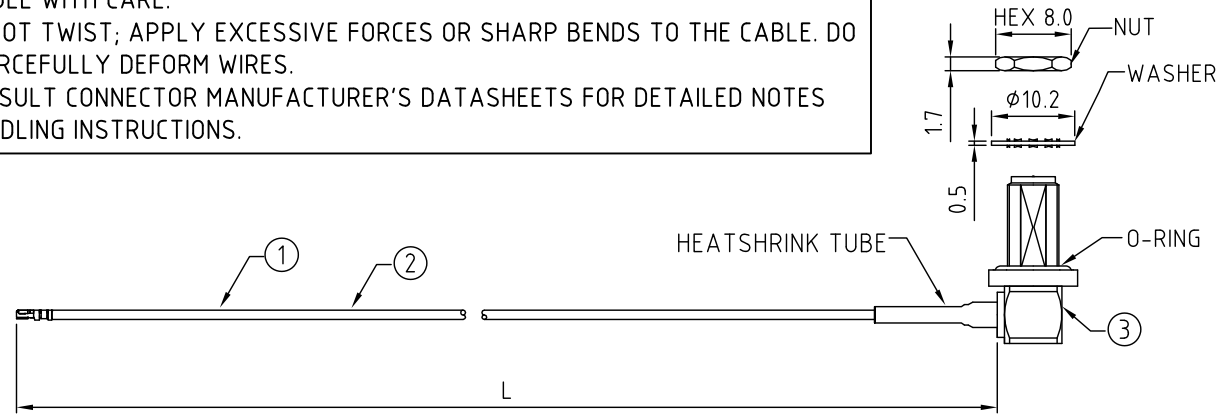 WITH CARE.
OT TWIST; APPLY EXCESSIVE FORCES OR SHARP BENDS TO THE CABLE. DO
RCEFULLY DEFORM WIRES.
SULT CONNECTOR MANUFACTURER'S DATASHEETS FOR DETAILED NOTES
DLING INSTRUCTIONS.
HEX 8.0
NUT
WASHER
1.7
ϕ10.2
0.5
HEATSHRINK TUBE
O-RING
1
2
3
L